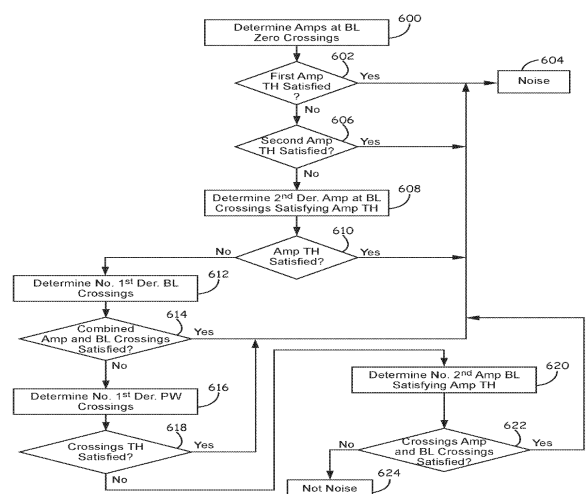 Determine Amps at BL
Zero Crossings
600
602
First Amp
TH Satisfied
?
Yes
No
604
Noise
606
Second Amp
TH Satisfied?
Yes
No
608
Determine 2nd Der. Amp at BL
Crossings Satisfying Amp TH
610
Amp TH
Satisfied?
No
Yes
Determine No. 1st Der. BL
Crossings
612
614
Combined
Amp and BL Crossings
Satisfied?
Yes
No
Determine No. 1st Der. PW
Crossings
616
618
Crossings TH
Satisfied?
Yes
No
620
Determine No. 2nd Amp BL
Satisfying Amp TH
622
Crossings Amp
and BL Crossings
Satisfied?
No
Yes
624
Not Noise